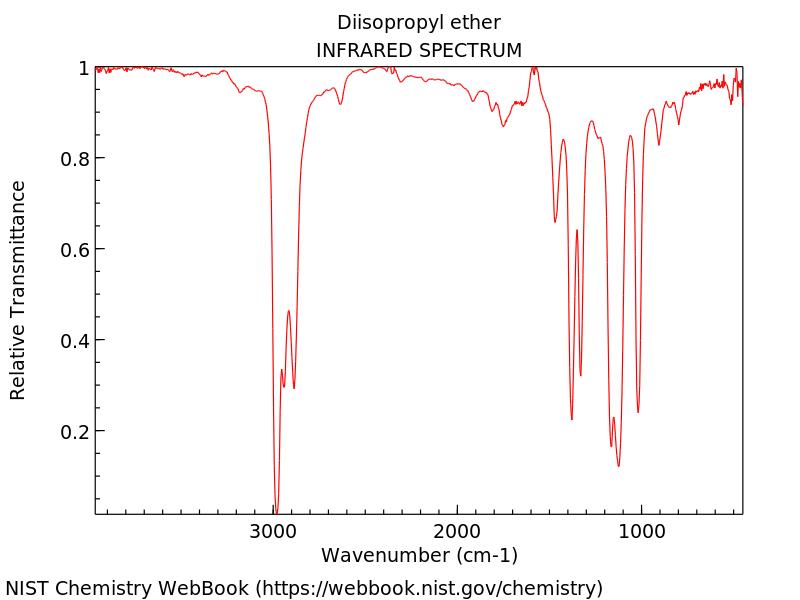 Diisopropyl ether
INFRARED SPECTRUM
1
0.8
0.6
0.4
0.2
Relative Transmittance
3000 2000 1000
Wavenumber (cm-1)
NIST Chemistry WebBook (https://webbook.nist.gov/chemistry)